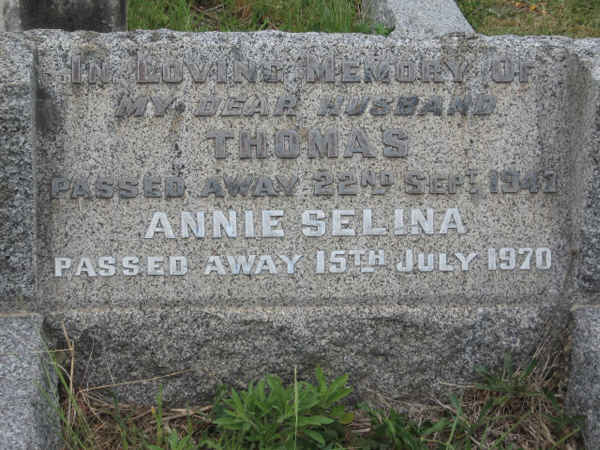 IN LOVING MEMORY OF
MY DEAR HUSBAND
THOMAS
PASSED AWAY 22ND SEPT. 1941
ANNIE SELINA
PASSED AWAY 15TH JULY 1970